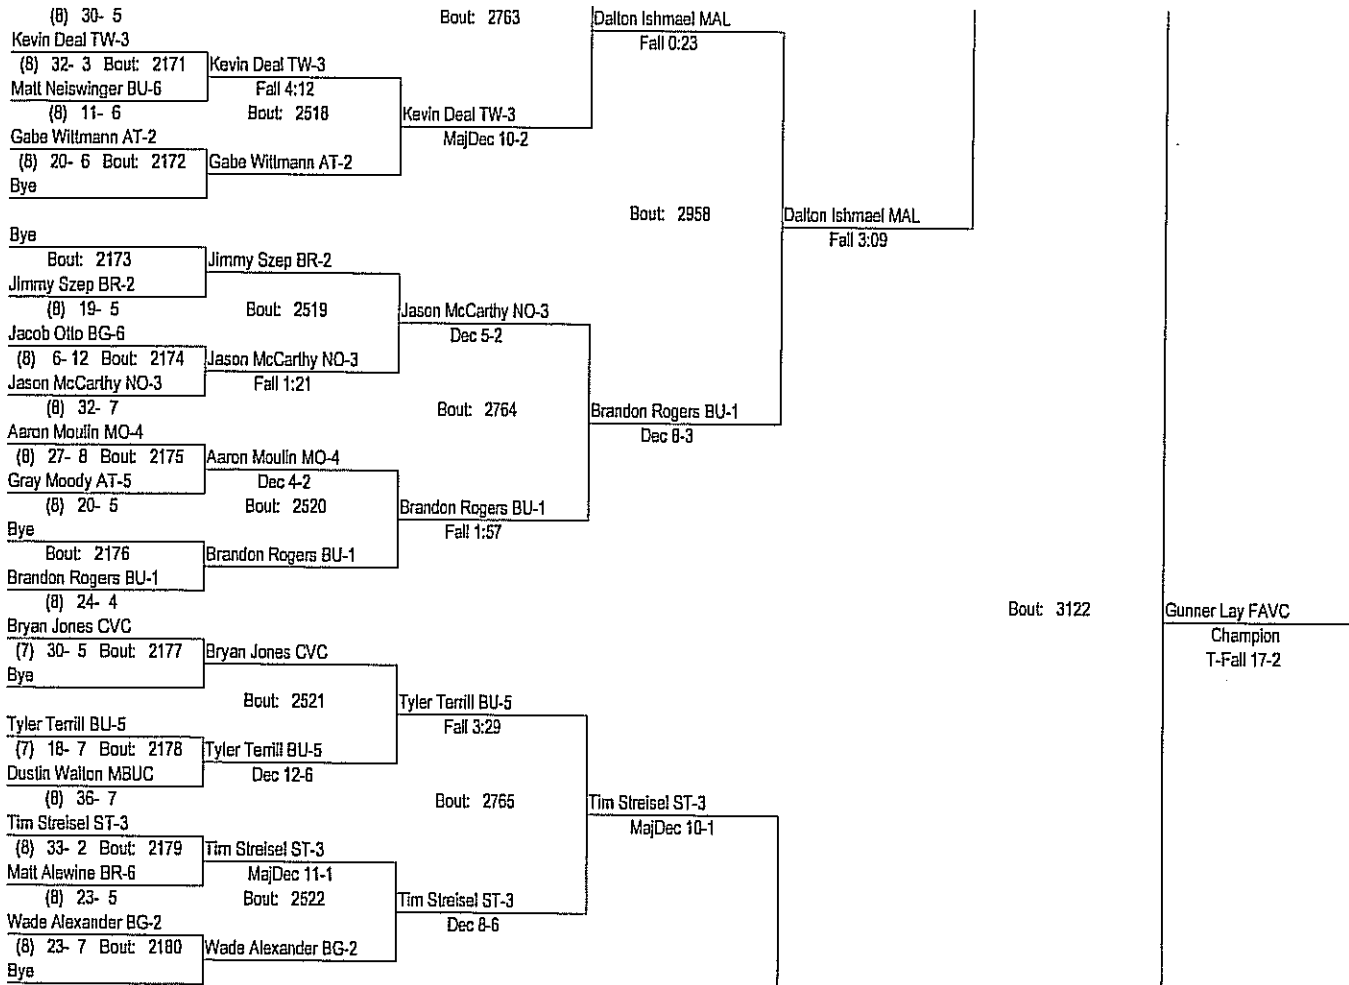 (8) 30- 5
Bout: 2763
Dalton Ishmael MAL
Fall 0:23
Kevin Deal TW-3
(8) 32- 3 Bout: 2171
Kevin Deal TW-3
Matt Neiswinger BU-6
Fall 4:12
(8) 11- 6
Bout: 2518
Kevin Deal TW-3
MajDec 10-2
Gabe Wittmann AT-2
(8) 20- 6 Bout: 2172
Gabe Wittmann AT-2
Bye
Bout: 2958
Dalton Ishmael MAL
Fall 3:09
Bye
Bout: 2173
Jimmy Szep BR-2
Jimmy Szep BR-2
(8) 19- 5
Bout: 2519
Jason McCarthy NO-3
Dec 5-2
Jacob Otto BG-6
(8) 6-12 Bout: 2174
Jason McCarthy NO-3
Jason McCarthy NO-3
Fall 1:21
(8) 32- 7
Bout: 2764
Brandon Rogers BU-1
Dec 8-3
Aaron Moulin MO-4
(8) 27- 8 Bout: 2175
Aaron Moulin MO-4
Gray Moody AT-5
Dec 4-2
(8) 20- 5
Bout: 2520
Brandon Rogers BU-1
Fall 1:57
Bye
Bout: 2176
Brandon Rogers BU-1
Brandon Rogers BU-1
(8) 24- 4
Bout: 3122
Gunner Lay FAVC
Champion
T-Fall 17-2
Bryan Jones CVC
(7) 30- 5 Bout: 2177
Bryan Jones CVC
Bye
Bout: 2521
Tyler Terrill BU-5
Fall 3:29
Tyler Terrill BU-5
(7) 18- 7 Bout: 2178
Tyler Terrill BU-5
Dustin Walton MBUC
Dec 12-6
(8) 36- 7
Bout: 2765
Tim Streisel ST-3
MajDec 10-1
Tim Streisel ST-3
(8) 33- 2 Bout: 2179
Tim Streisel ST-3
Matt Alewine BR-6
MajDec 11-1
(8) 23- 5
Bout: 2522
Tim Streisel ST-3
Dec 8-6
Wade Alexander BG-2
(8) 23- 7 Bout: 2180
Wade Alexander BG-2
Bye